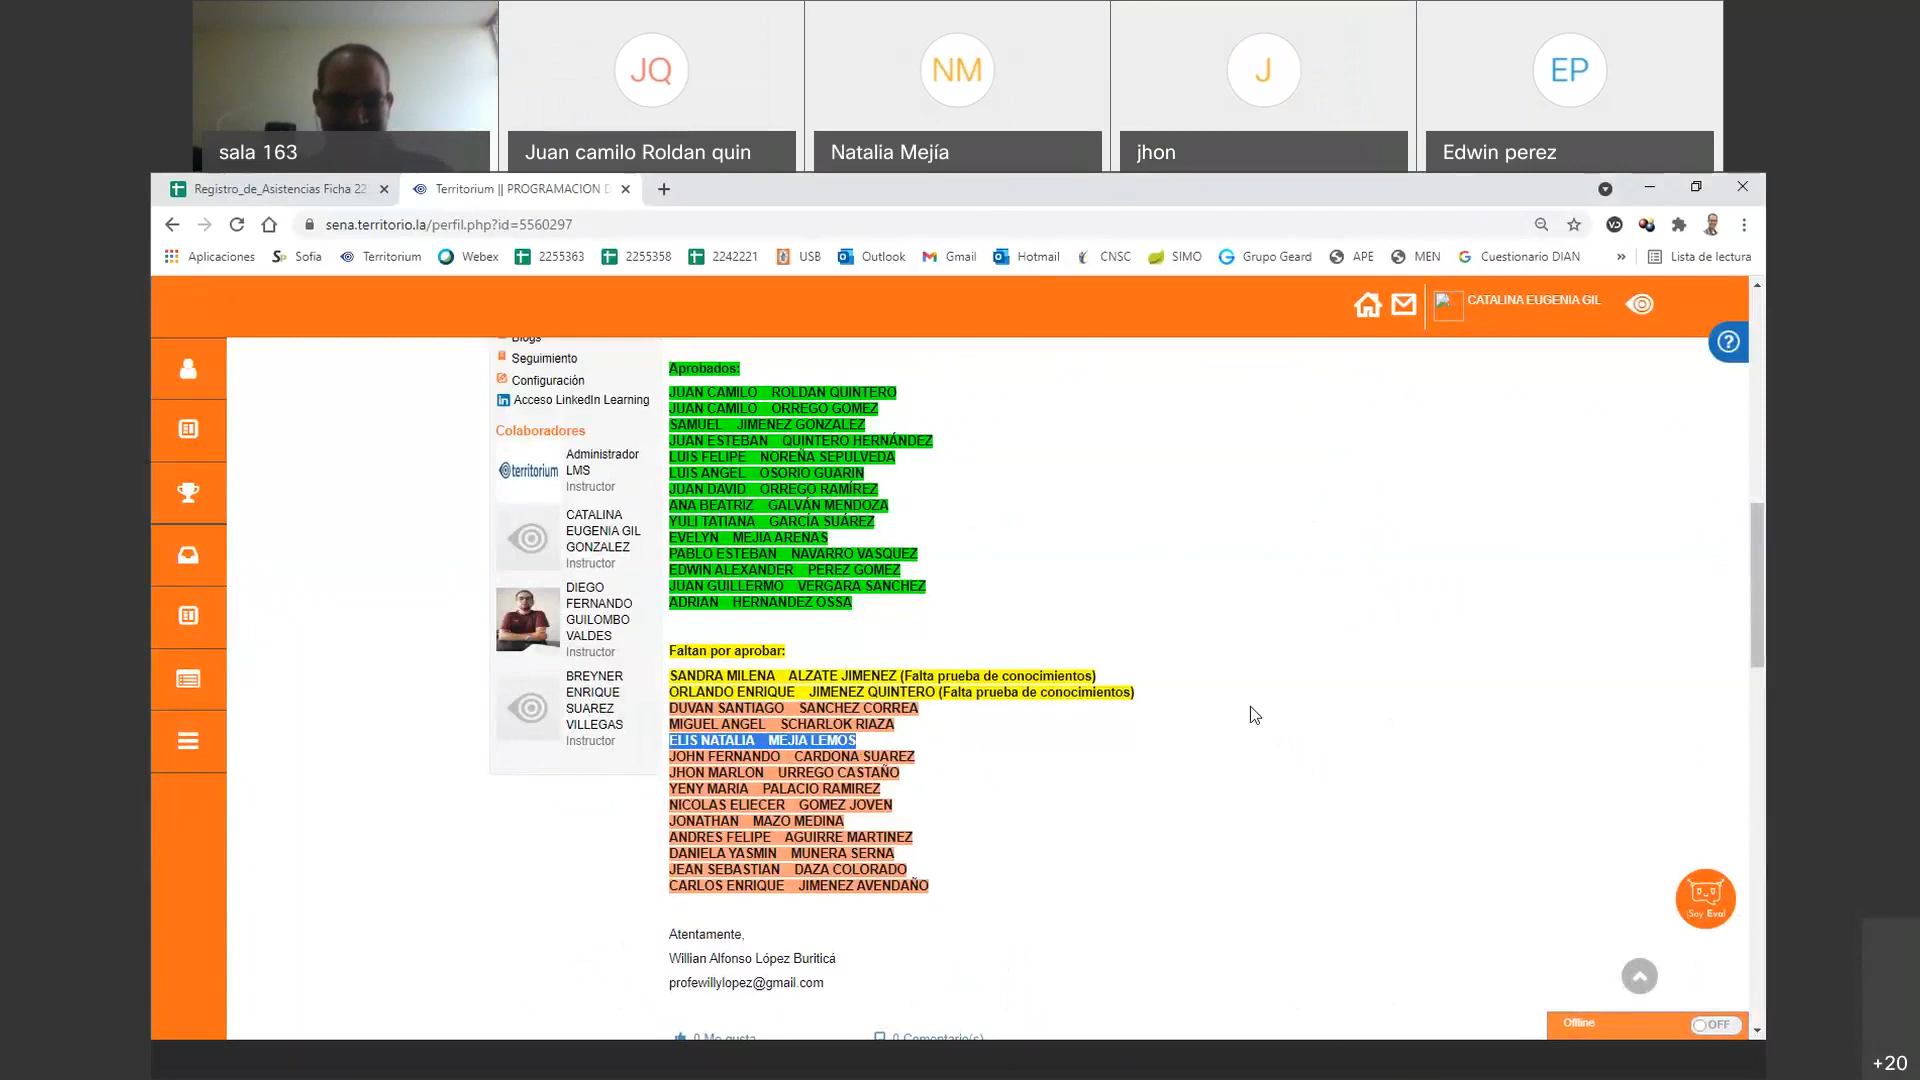 JQ
NM
J
EP
sala 163
Juan camilo Roldan quin
Natalia Mejía
jhon
Edwin perez
Registro_de_Asistencias Ficha 22
Territorium || PROGRAMACION D
sena.territorio.la/perfil.php?id=5560297
Aplicaciones
Sofia
Territorium
Webex
2255363
2255358
2242221
USB
Outlook
Gmail
Hotmail
CNSC
SIMO
Grupo Geard
APE
MEN
Cuestionario DIAN
»
Lista de lectura
CATALINA EUGENIA GIL
Blogs
Seguimiento
Configuración
Acceso LinkedIn Learning
Colaboradores
territorium
Administrador
LMS
Instructor
CATALINA
EUGENIA GIL
GONZALEZ
Instructor
DIEGO
FERNANDO
GUILOMBO
VALDES
Instructor
BREYNER
ENRIQUE
SUAREZ
VILLEGAS
Instructor
Aprobados:
JUAN CAMILO ROLDAN QUINTERO
JUAN CAMILO ORREGO GOMEZ
SAMUEL JIMENEZ GONZALEZ
JUAN ESTEBAN QUINTERO HERNÁNDEZ
LUIS FELIPE NOREÑA SEPULVEDA
LUIS ANGEL OSORIO GUARIN
JUAN DAVID ORREGO RAMÍREZ
ANA BEATRIZ GALVÁN MENDOZA
YULI TATIANA GARCÍA SUÁREZ
EVELYN MEJIA ARENAS
PABLO ESTEBAN NAVARRO VASQUEZ
EDWIN ALEXANDER PEREZ GOMEZ
JUAN GUILLERMO VERGARA SANCHEZ
ADRIAN HERNANDEZ OSSA
Faltan por aprobar:
SANDRA MILENA ALZATE JIMENEZ (Falta prueba de conocimientos)
ORLANDO ENRIQUE JIMENEZ QUINTERO (Falta prueba de conocimientos)
DUVAN SANTIAGO SANCHEZ CORREA
MIGUEL ANGEL SCHARLOK RIAZA
ELIS NATALIA MEJIA LEMOS
JOHN FERNANDO CARDONA SUAREZ
JHON MARLON URREGO CASTAÑO
YENY MARIA PALACIO RAMIREZ
NICOLAS ELIECER GOMEZ JOVEN
JONATHAN MAZO MEDINA
ANDRES FELIPE AGUIRRE MARTINEZ
DANIELA YASMIN MUNERA SERNA
JEAN SEBASTIAN DAZA COLORADO
CARLOS ENRIQUE JIMENEZ AVENDAÑO
Atentamente,
Willian Alfonso López Buriticá
profewillylopez@gmail.com
0 Me gusta
0 Comentario(s)
¡Soy Eva!
Offline
OFF
+20